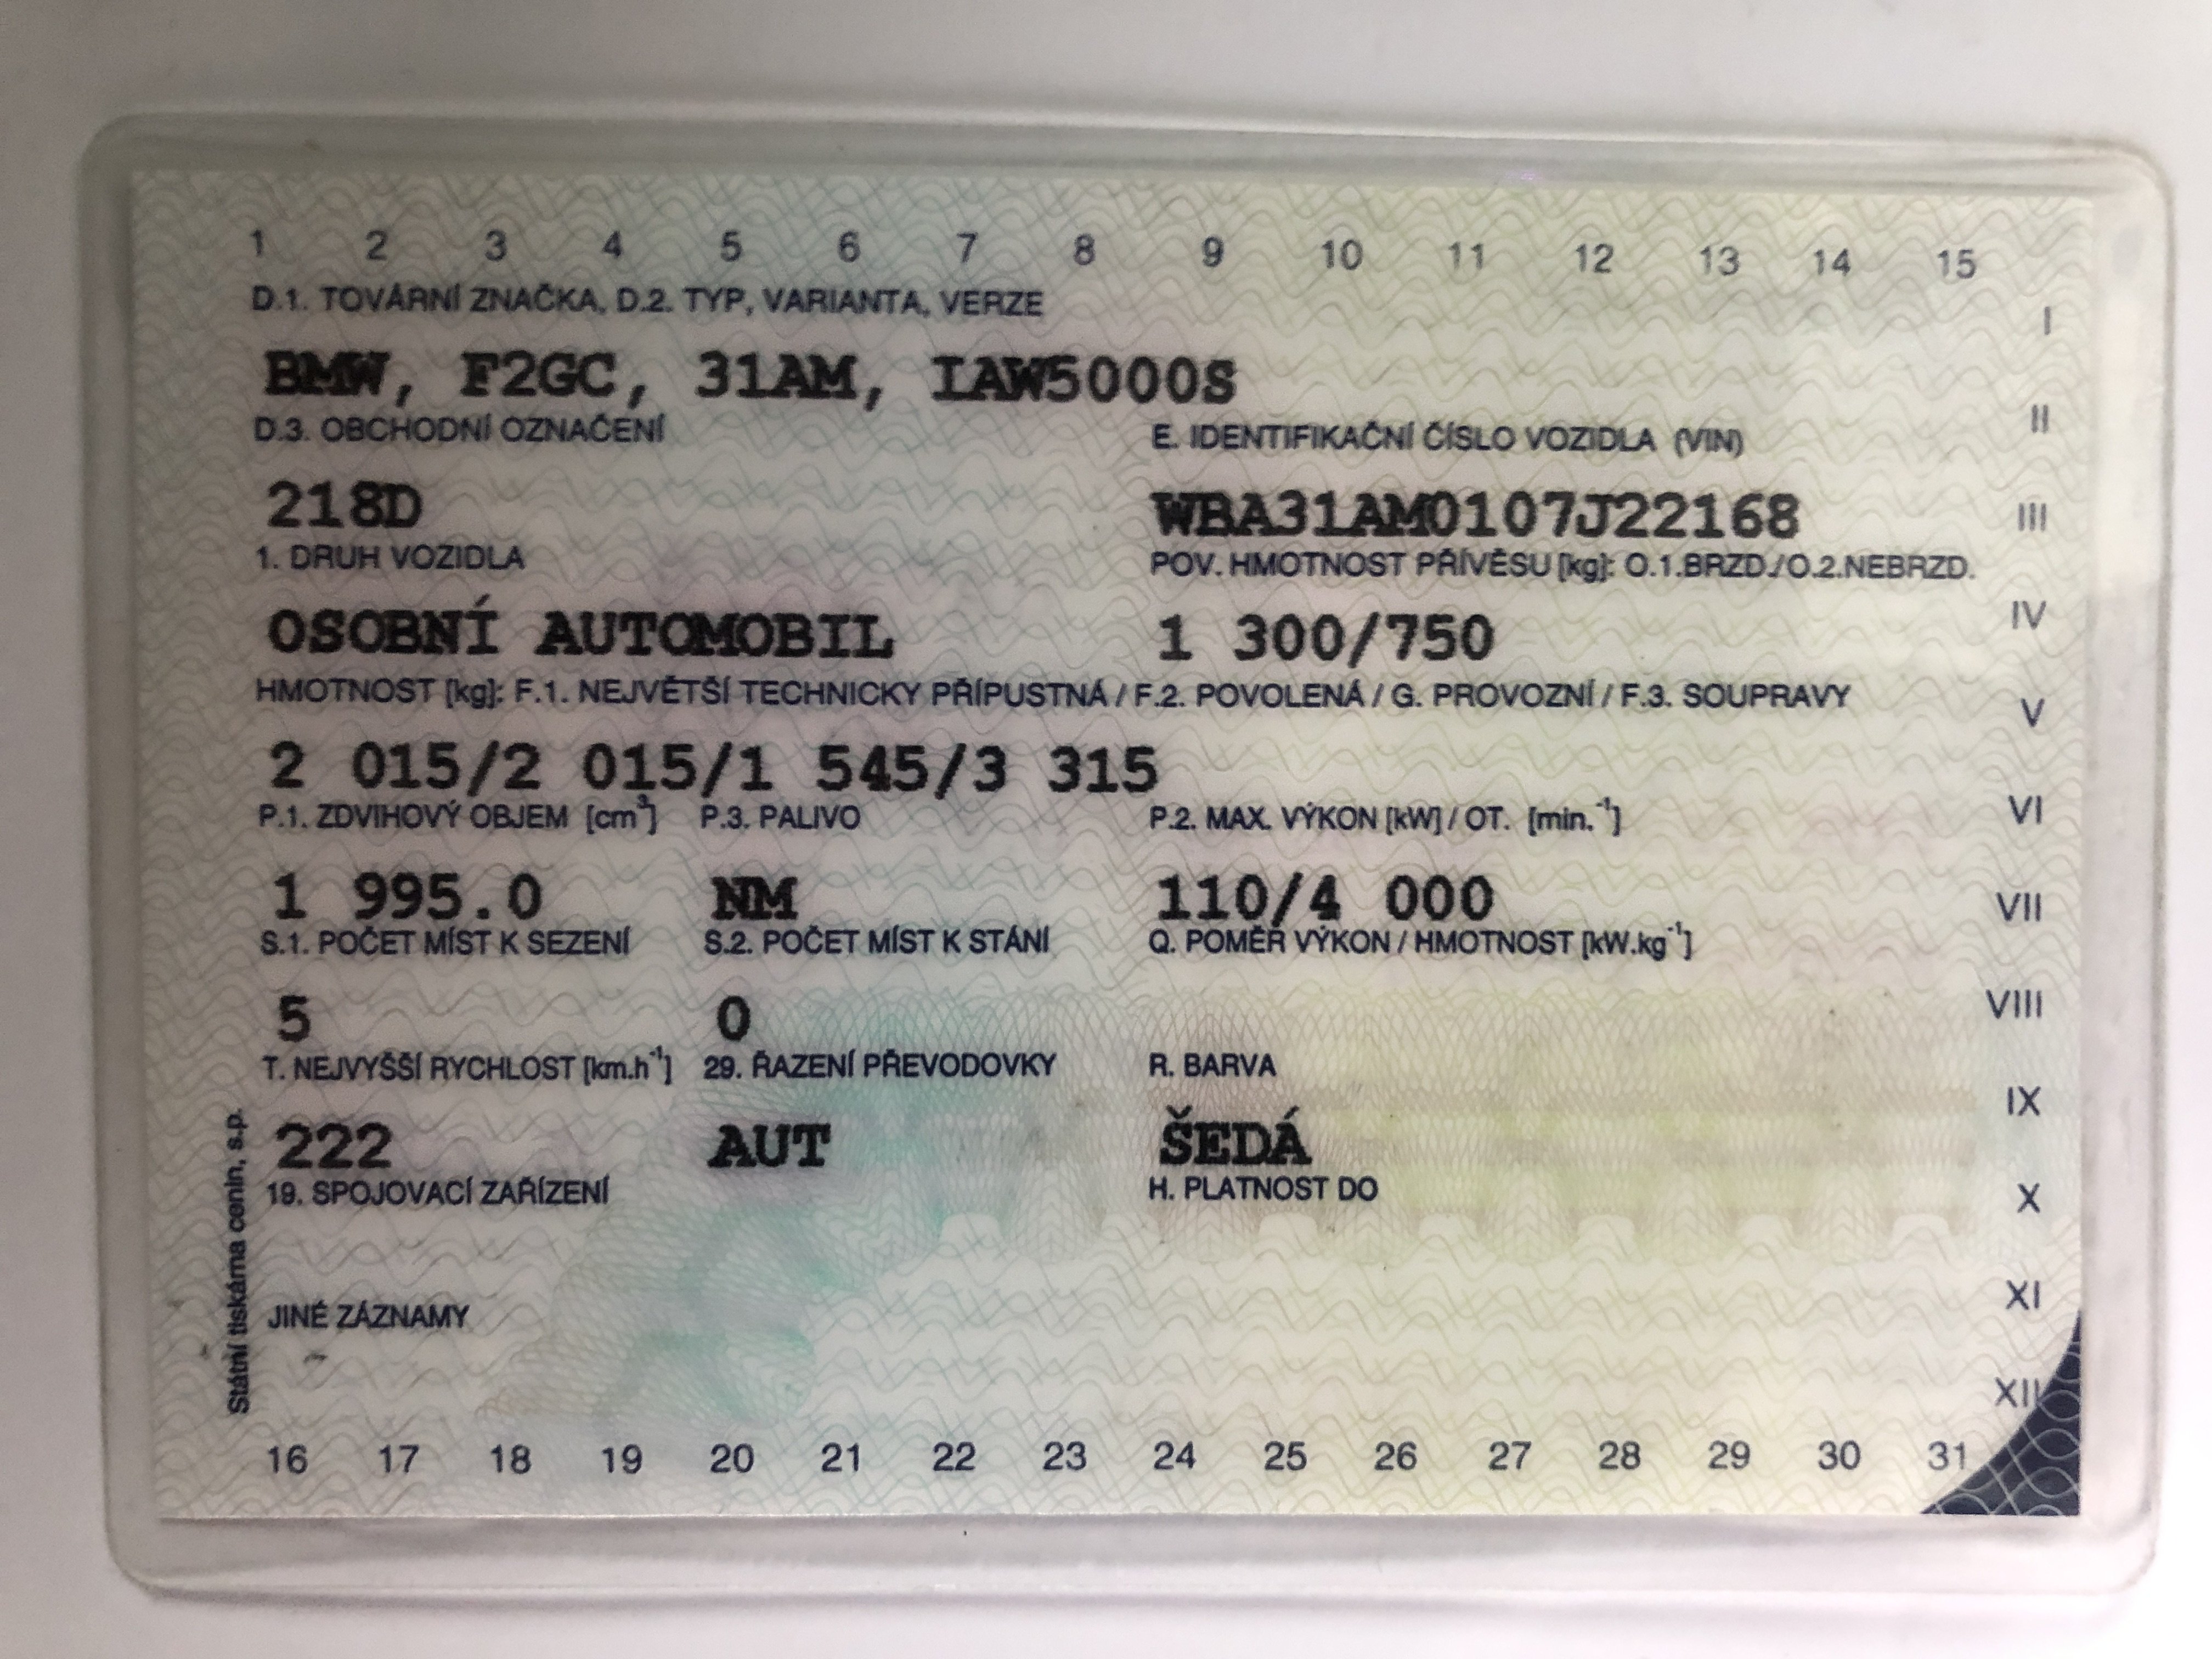 1 2 3 4 5 6 7 8 9 10 11 12 13 14 15
D.1. TOVÁRNÍ ZNAČKA, D.2. TYP, VARIANTA, VERZE
I
BMW, F2GC, 31AM, IAW5000S
D.3. OBCHODNÍ OZNAČENÍ E. IDENTIFIKAČNÍ ČÍSLO VOZIDLA (VIN)
II
218D WBA31AM0107J22168
III
1. DRUH VOZIDLA POV. HMOTNOST PŘÍVĚSU [kg]: O.1.BRZD./O.2.NEBRZD.
OSOBNÍ AUTOMOBIL 1 300/750
IV
HMOTNOST [kg]: F.1. NEJVĚTŠÍ TECHNICKY PŘÍPUSTNÁ / F.2. POVOLENÁ / G. PROVOZNÍ / F.3. SOUPRAVY
V
2 015/2 015/1 545/3 315
P.1. ZDVIHOVÝ OBJEM [cm³] P.3. PALIVO P.2. MAX. VÝKON [kW] / OT. [min.⁻¹]
VI
1 995.0 NM 110/4 000
VII
S.1. POČET MÍST K SEZENÍ S.2. POČET MÍST K STÁNÍ Q. POMĚR VÝKON / HMOTNOST [kW.kg⁻¹]
5 0
VIII
T. NEJVYŠŠÍ RYCHLOST [km.h⁻¹] 29. ŘAZENÍ PŘEVODOVKY R. BARVA
IX
222 AUT ŠEDÁ
19. SPOJOVACÍ ZAŘÍZENÍ H. PLATNOST DO
X
XI
JINÉ ZÁZNAMY
XII
Státní tiskárna cenin, s.p.
16 17 18 19 20 21 22 23 24 25 26 27 28 29 30 31